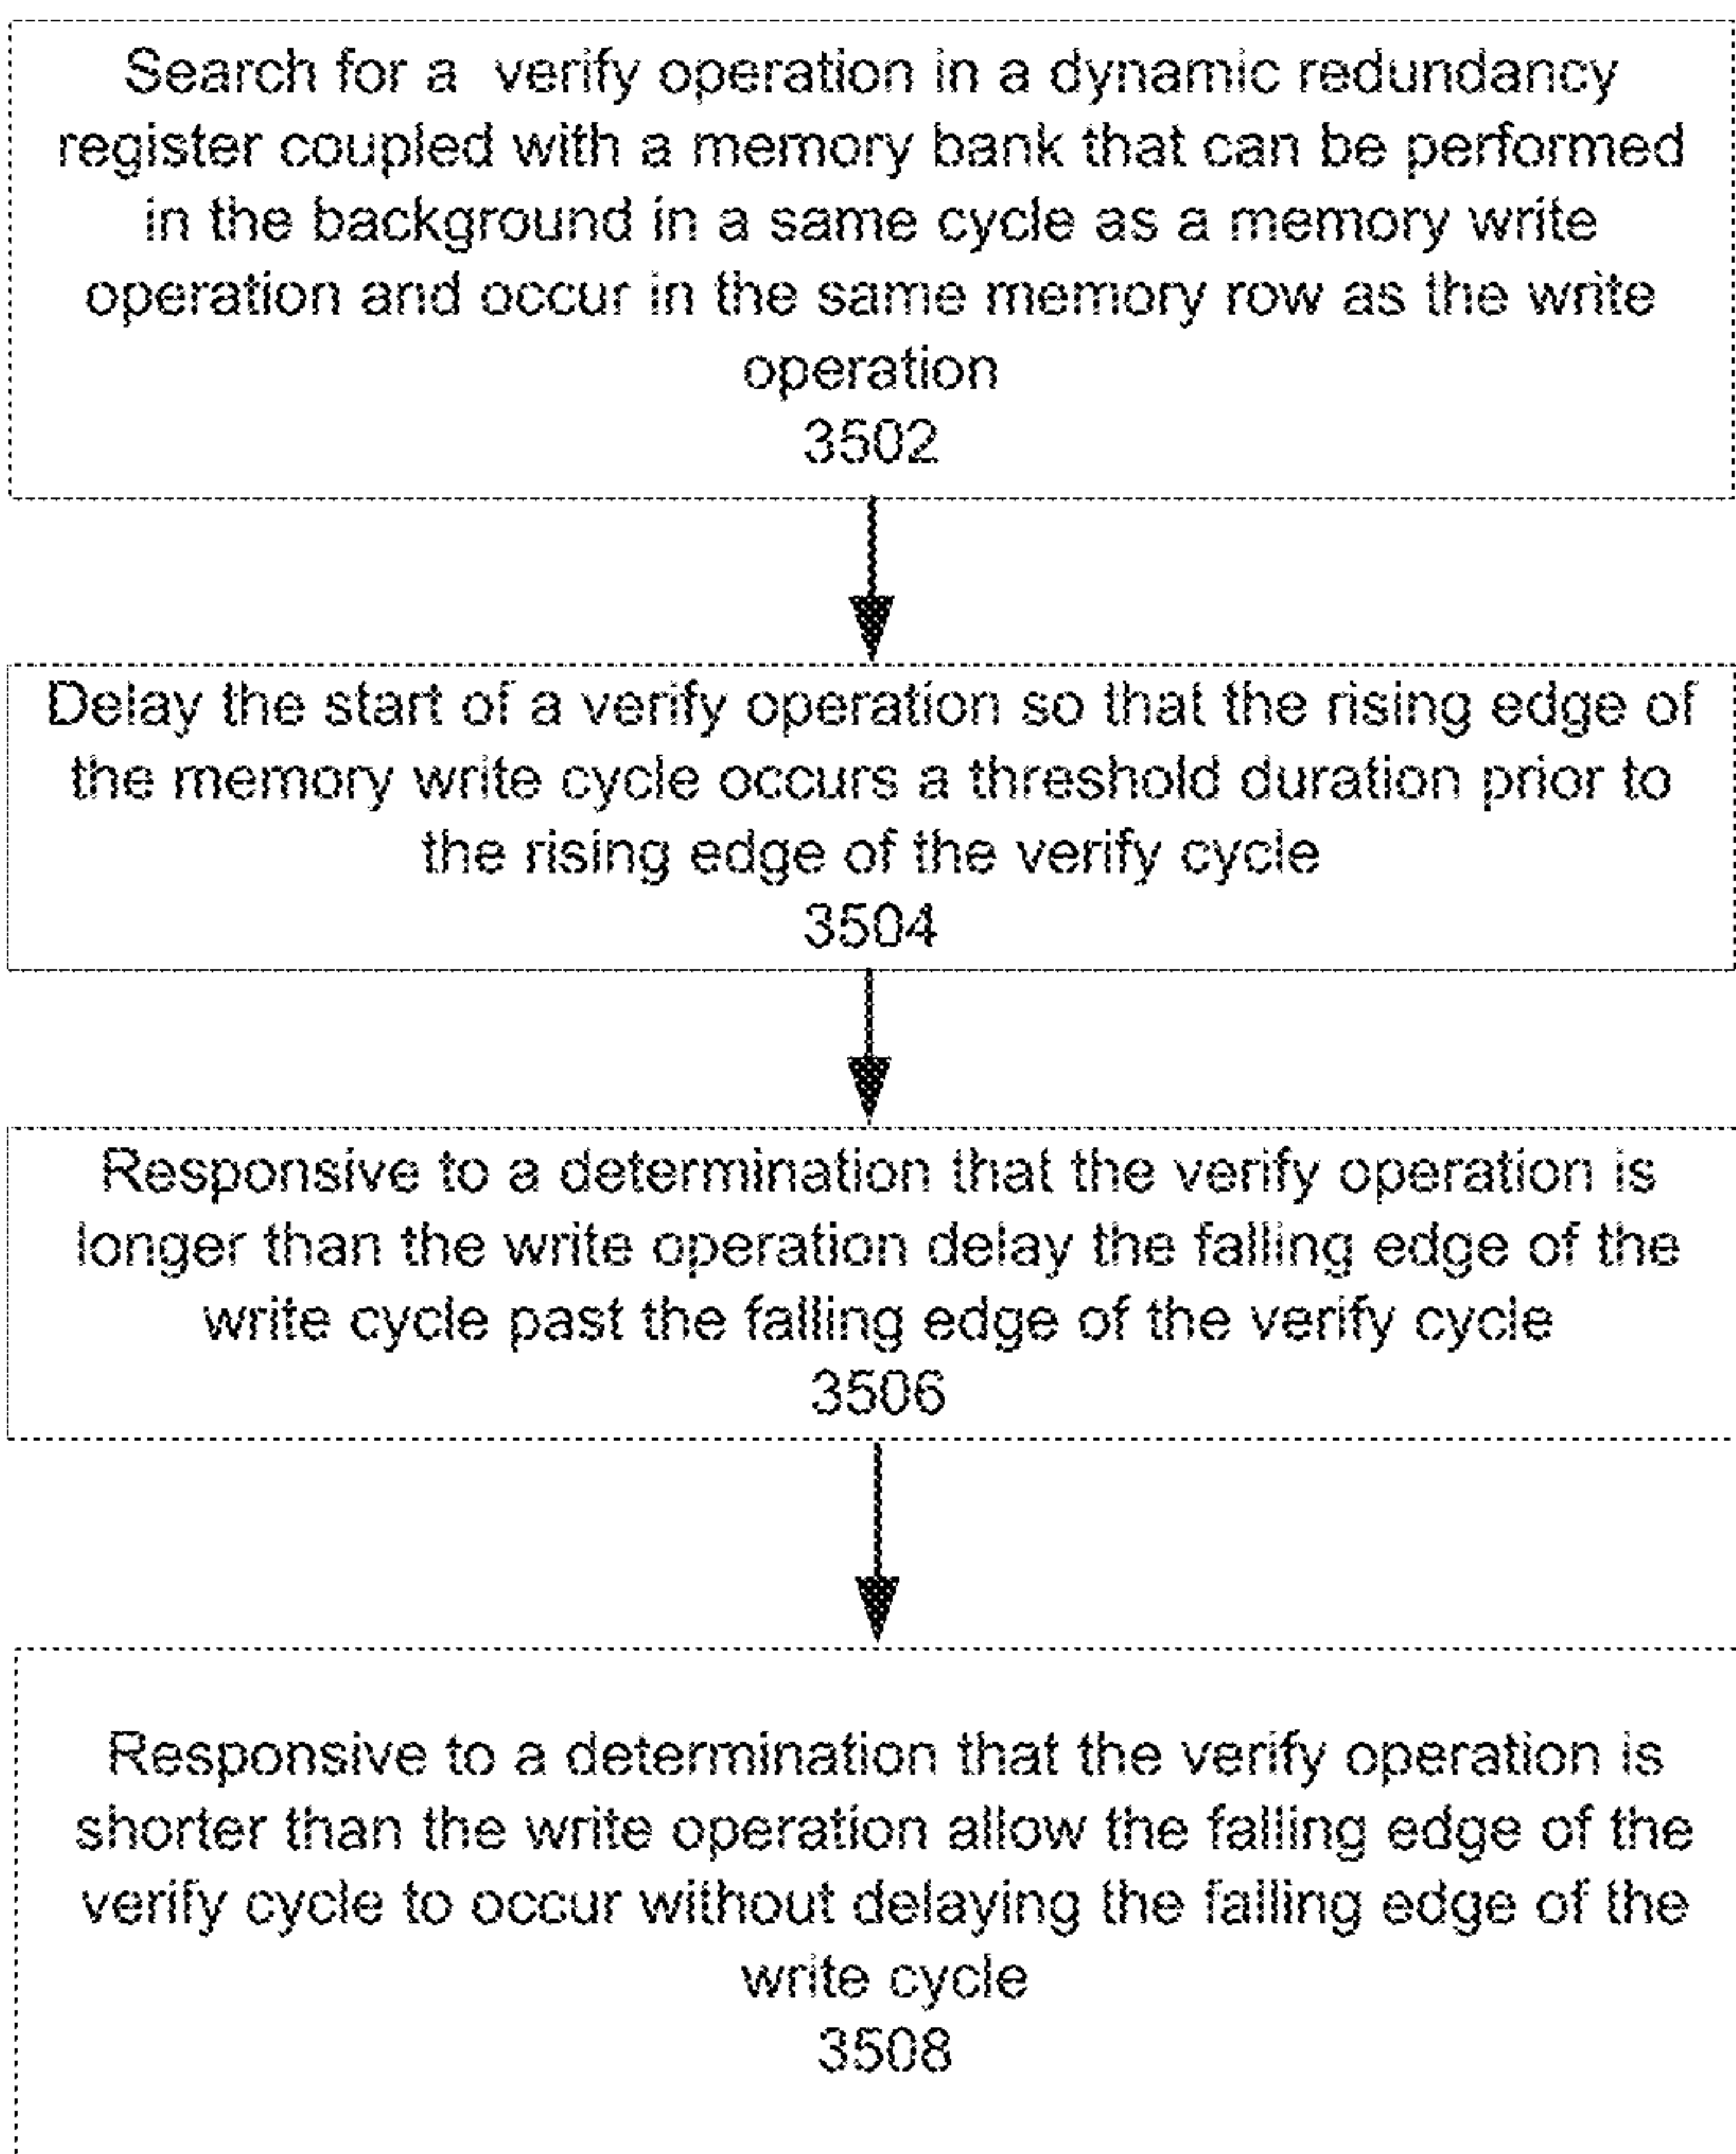 Search for a verify operation in a dynamic redundancy
register coupled with a memory bank that can be performed
in the background in a same cycle as a memory write
operation and occur in the same memory row as the write
operation
3502
Delay the start of a verify operation so that the rising edge of
the memory write cycle occurs a threshold duration prior to
the rising edge of the verify cycle
3504
Responsive to a determination that the verify operation is
longer than the write operation delay the falling edge of the
write cycle past the falling edge of the verify cycle
3506
Responsive to a determination that the verify operation is
shorter than the write operation allow the falling edge of the
verify cycle to occur without delaying the falling edge of the
write cycle
3508